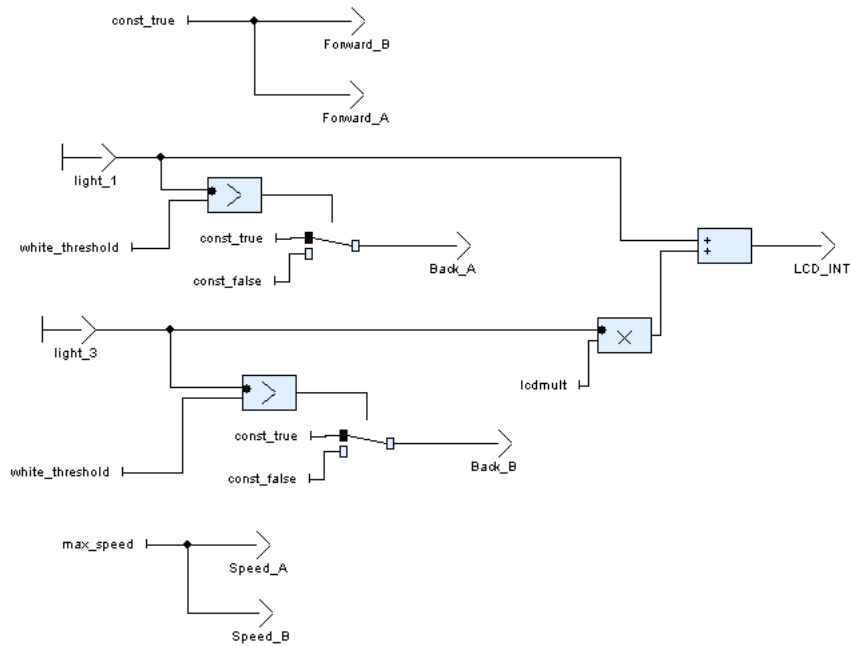 const_true
Forward_B
Forward_A
light_1
>
white_threshold
const_true
const_false
Back_A
+
+
LCD_INT
light_3
×
lcdmult
>
white_threshold
const_true
const_false
Back_B
max_speed
Speed_A
Speed_B